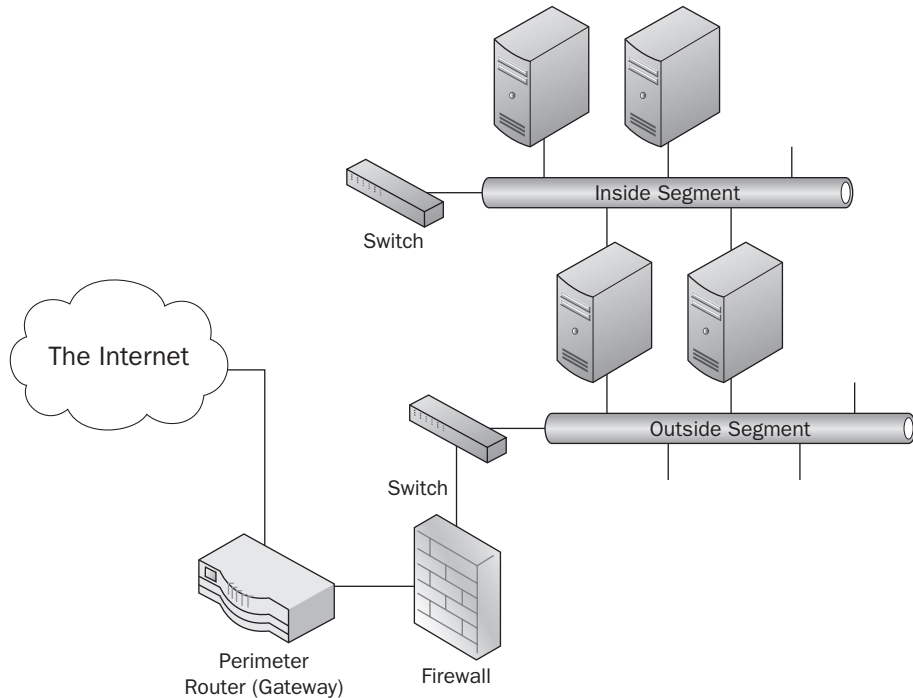 Inside Segment
Switch
The Internet
Outside Segment
Switch
Perimeter
Router (Gateway)
Firewall